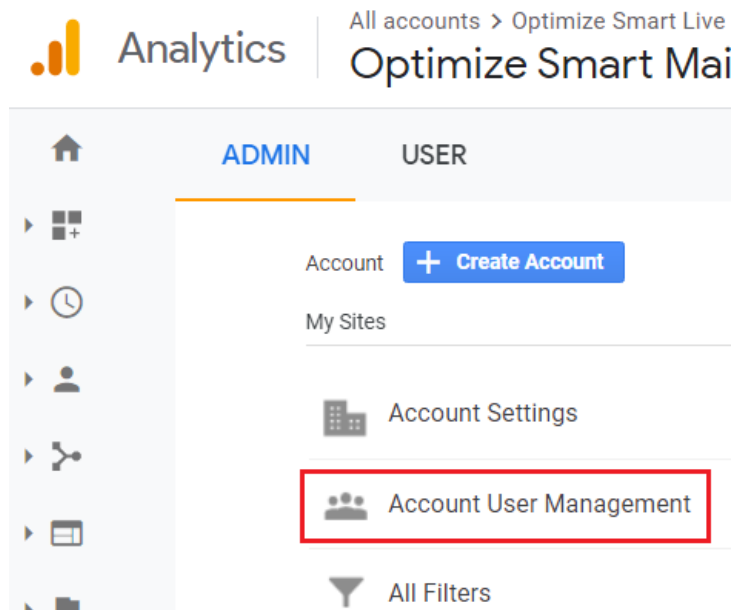 All accounts > Optimize Smart Live
Analytics
Optimize Smart Mai
ADMIN
USER
Account
+ Create Account
My Sites
Account Settings
Account User Management
All Filters